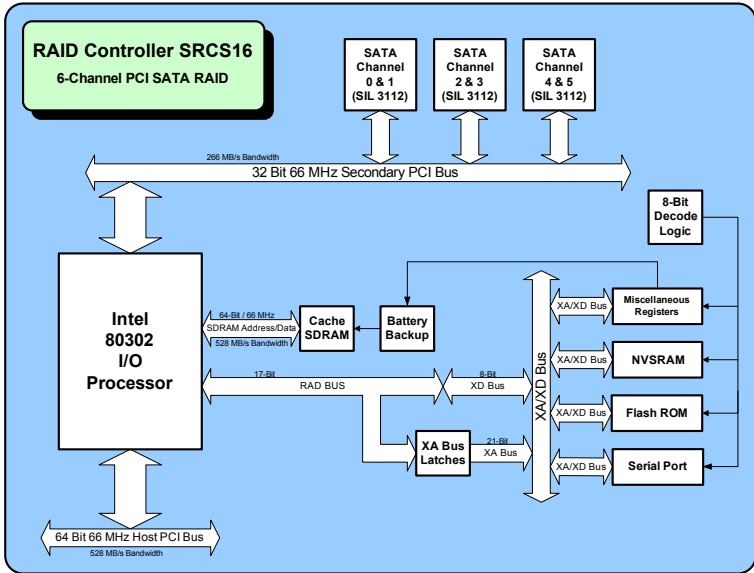 RAID Controller SRCS16
6-Channel PCI SATA RAID
SATA
Channel
0 & 1
(SIL 3112)
SATA
Channel
2 & 3
(SIL 3112)
SATA
Channel
4 & 5
(SIL 3112)
266 MB/s Bandwidth
32 Bit 66 MHz Secondary PCI Bus
8-Bit
Decode
Logic
Intel
80302
I/O
Processor
64-Bit / 66 MHz
SDRAM Address/Data
528 MB/s Bandwidth
Cache
SDRAM
Battery
Backup
XA/XD Bus
XA/XD Bus
Miscellaneous
Registers
XA/XD Bus
NVSRAM
17-Bit
RAD BUS
8-Bit
XD Bus
XA/XD Bus
Flash ROM
XA Bus
Latches
21-Bit
XA Bus
XA/XD Bus
Serial Port
64 Bit 66 MHz Host PCI Bus
528 MB/s Bandwidth